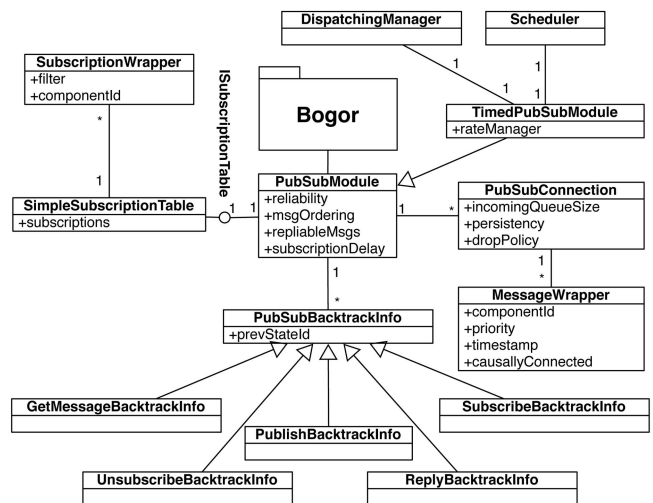 DispatchingManager
Scheduler
SubscriptionWrapper
+filter
+componentId
ISubscriptionTable
Bogor
1
1
1
1
TimedPubSubModule
+rateManager
*
1
SimpleSubscriptionTable
+subscriptions
1
1
PubSubModule
+reliability
+msgOrdering
+repliableMsgs
+subscriptionDelay
1
*
PubSubConnection
+incomingQueueSize
+persistency
+dropPolicy
1
*
1
*
MessageWrapper
+componentId
+priority
+timestamp
+causallyConnected
PubSubBacktrackInfo
+prevStateId
GetMessageBacktrackInfo
SubscribeBacktrackInfo
PublishBacktrackInfo
UnsubscribeBacktrackInfo
ReplyBacktrackInfo